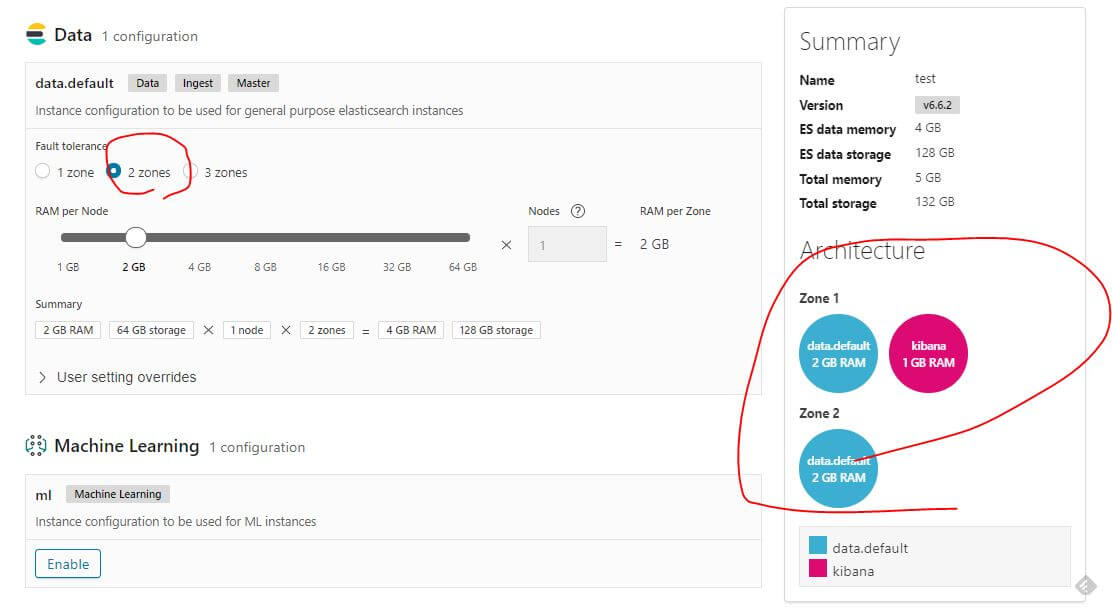 Data 1 configuration
data.default Data Ingest Master
Instance configuration to be used for general purpose elasticsearch instances
Fault tolerance
1 zone 2 zones 3 zones
RAM per Node Nodes ? RAM per Zone
× 1 = 2 GB
1 GB 2 GB 4 GB 8 GB 16 GB 32 GB 64 GB
Summary
2 GB RAM 64 GB storage × 1 node × 2 zones = 4 GB RAM 128 GB storage
User setting overrides
Machine Learning 1 configuration
ml Machine Learning
Instance configuration to be used for ML instances
Enable
Summary
Name test
Version v6.6.2
ES data memory 4 GB
ES data storage 128 GB
Total memory 5 GB
Total storage 132 GB
Architecture
Zone 1
data.default kibana
2 GB RAM 1 GB RAM
Zone 2
data.default
2 GB RAM
data.default
kibana